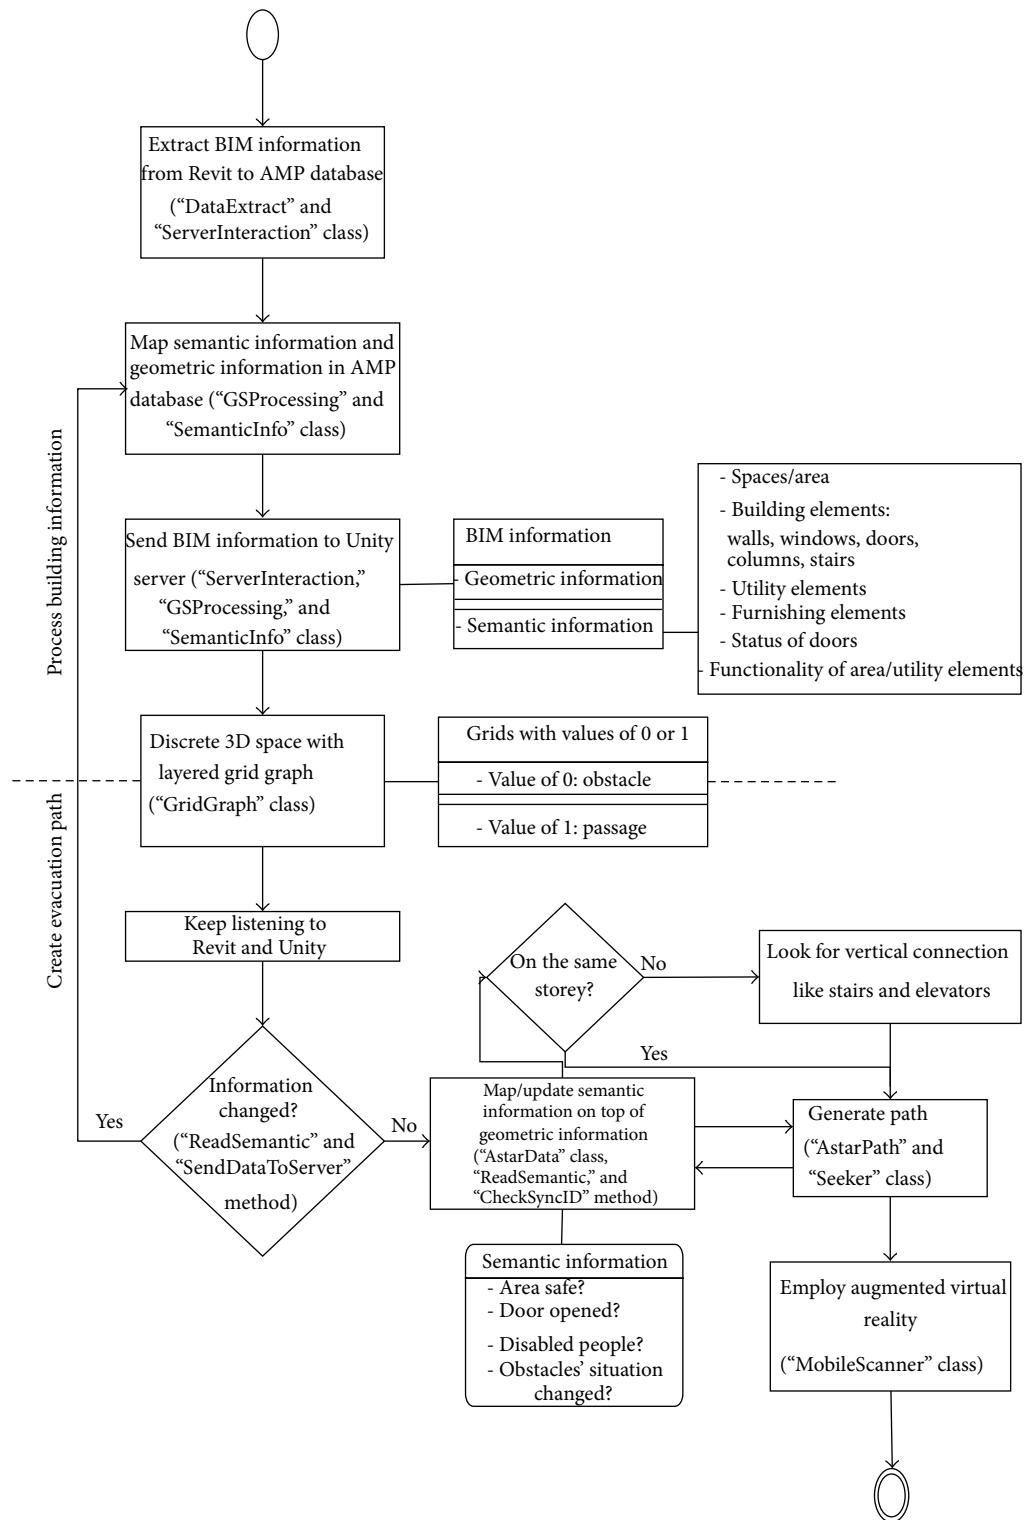 Extract BIM information
from Revit to AMP database
(“DataExtract” and
“ServerInteraction” class)
Map semantic information and
geometric information in AMP
database (“GSProcessing” and
“SemanticInfo” class)
Process building information
Send BIM information to Unity
server (“ServerInteraction,”
“GSProcessing,” and
“SemanticInfo” class)
BIM information
- Geometric information
- Semantic information
- Spaces/area
- Building elements:
walls, windows, doors,
columns, stairs
- Utility elements
- Furnishing elements
- Status of doors
- Functionality of area/utility elements
Discrete 3D space with
layered grid graph
(“GridGraph” class)
Grids with values of 0 or 1
- Value of 0: obstacle
- Value of 1: passage
Create evacuation path
Keep listening to
Revit and Unity
On the same
storey?
No
Look for vertical connection
like stairs and elevators
Yes
Information
changed?
(“ReadSemantic” and
“SendDataToServer”
method)
Yes
No
Map/update semantic
information on top of
geometric information
(“AstarData” class,
“ReadSemantic,” and
“CheckSyncID” method)
Generate path
(“AstarPath” and
“Seeker” class)
Semantic information
- Area safe?
- Door opened?
- Disabled people?
- Obstacles’ situation
changed?
Employ augmented virtual
reality
(“MobileScanner” class)